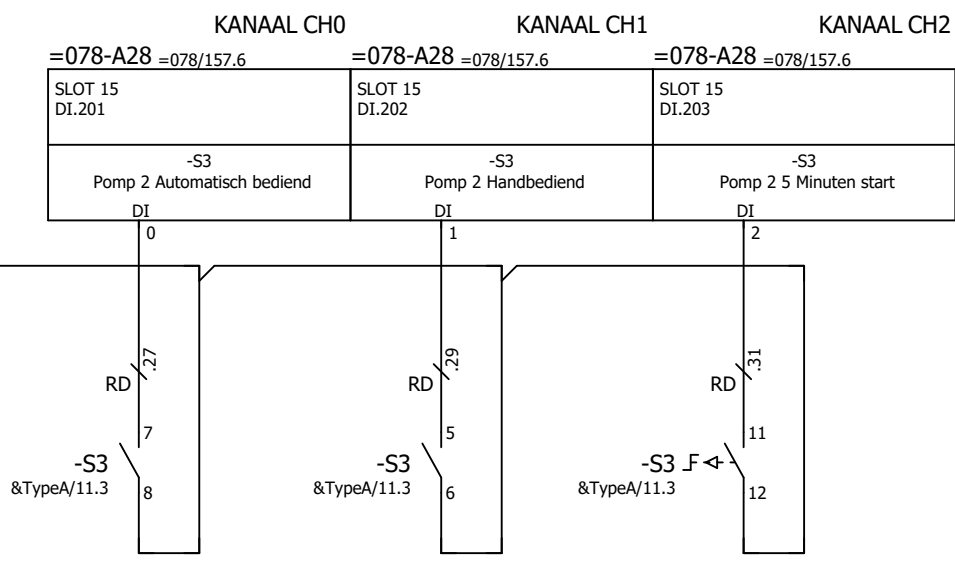 KANAAL CH0 KANAAL CH1 KANAAL CH2
=078-A28 =078/157.6 =078-A28 =078/157.6 =078-A28 =078/157.6
SLOT 15 SLOT 15 SLOT 15
DI.201 DI.202 DI.203
-S3 -S3 -S3
Pomp 2 Automatisch bediend Pomp 2 Handbediend Pomp 2 5 Minuten start
DI DI DI
0 1 2
.27 .29 .31
RD RD RD
7 5 11
-S3 -S3 -S3
&TypeA/11.3 &TypeA/11.3 &TypeA/11.3
8 6 12